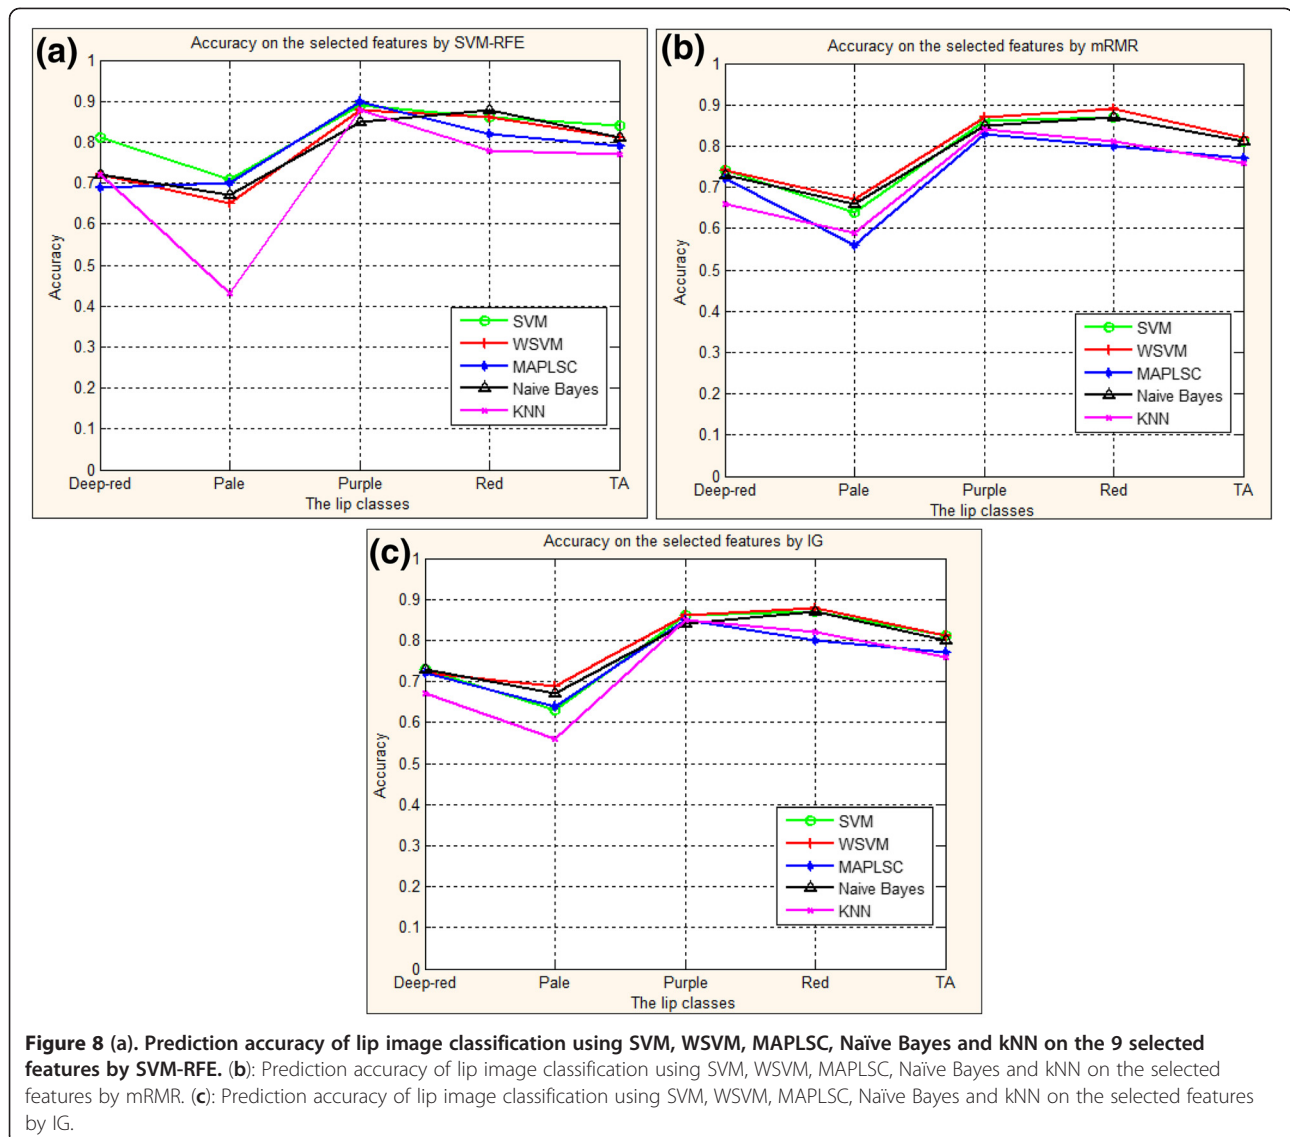 (a)
Accuracy on the selected features by SVM-RFE
1
0.9
0.8
0.7
0.6
0.5
0.4
0.3
0.2
0.1
0
Accuracy
SVM
WSVM
MAPLSC
Naive Bayes
KNN
Deep-red Pale Purple Red TA
The lip classes
(b)
Accuracy on the selected features by mRMR
1
0.9
0.8
0.7
0.6
0.5
0.4
0.3
0.2
0.1
0
Accuracy
SVM
WSVM
MAPLSC
Naive Bayes
KNN
Deep-red Pale Purple Red TA
The lip classes
(c)
Accuracy on the selected features by IG
1
0.9
0.8
0.7
0.6
0.5
0.4
0.3
0.2
0.1
0
Accuracy
SVM
WSVM
MAPLSC
Naive Bayes
KNN
Deep-red Pale Purple Red TA
The lip classes
Figure 8 (a). Prediction accuracy of lip image classification using SVM, WSVM, MAPLSC, Naïve Bayes and kNN on the 9 selected
features by SVM-RFE. (b): Prediction accuracy of lip image classification using SVM, WSVM, MAPLSC, Naïve Bayes and kNN on the selected
features by mRMR. (c): Prediction accuracy of lip image classification using SVM, WSVM, MAPLSC, Naïve Bayes and kNN on the selected features
by IG.